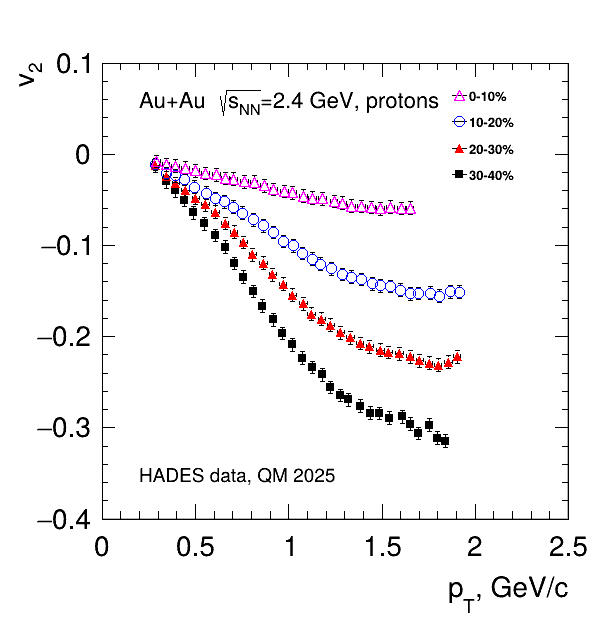 v₂
0.1
0
−0.1
−0.2
−0.3
−0.4
Au+Au √sNN=2.4 GeV, protons
0-10%
10-20%
20-30%
30-40%
HADES data, QM 2025
0 0.5 1 1.5 2 2.5
pT, GeV/c